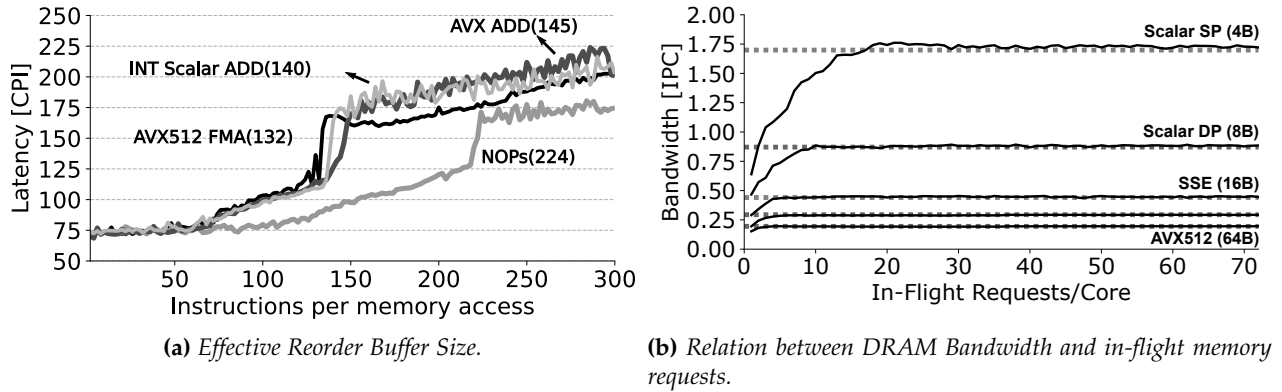 250
225
200
175
150
125
100
75
50
Latency [CPI]
AVX ADD(145)
INT Scalar ADD(140)
AVX512 FMA(132)
NOPs(224)
50 100 150 200 250 300
Instructions per memory access
(a) Effective Reorder Buffer Size.
2.00
1.75
1.50
1.25
1.00
0.75
0.50
0.25
0.00
Bandwidth [IPC]
Scalar SP (4B)
Scalar DP (8B)
SSE (16B)
AVX512 (64B)
0 10 20 30 40 50 60 70
In-Flight Requests/Core
(b) Relation between DRAM Bandwidth and in-flight memory
requests.